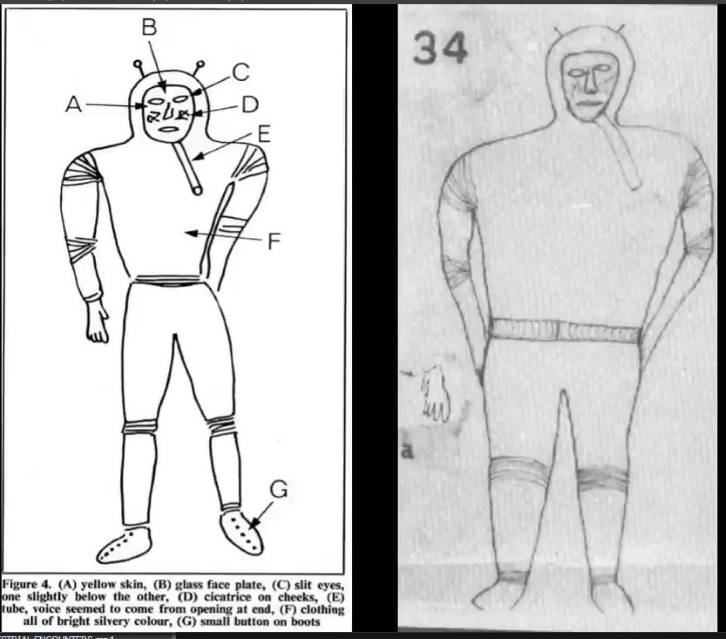 B
C
A
D
E
F
G
Figure 4. (A) yellow skin, (B) glass face plate, (C) slit eyes,
one slightly below the other, (D) cicatrice on cheeks, (E)
tube, voice seemed to come from opening at end, (F) clothing
all of bright silvery colour, (G) small button on boots
34
a